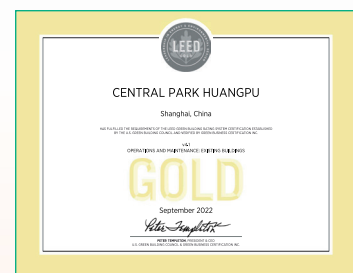 LEED
CENTRAL PARK HUANGPU
Shanghai, China
HAS FULFILLED THE REQUIREMENTS OF THE LEED GREEN BUILDING RATING SYSTEM CERTIFICATION ESTABLISHED
BY THE U.S. GREEN BUILDING COUNCIL AND VERIFIED BY GREEN BUSINESS CERTIFICATION INC.
v4.1
OPERATIONS AND MAINTENANCE: EXISTING BUILDINGS
GOLD
September 2022
Peter Templeton
PETER TEMPLETON, PRESIDENT & CEO
U.S. GREEN BUILDING COUNCIL & GREEN BUSINESS CERTIFICATION INC.